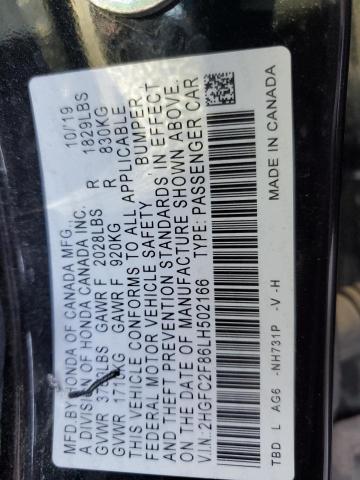 MFD.BY HONDA OF CANADA MFG., 10/19
A DIVISION OF HONDA CANADA INC.
GVWR LBS GAWR F 2028LBS R 1829LBS
GVWR 171 KG GAWR F 920KG R 830KG
THIS VEHICLE CONFORMS TO ALL APPLICABLE
FEDERAL MOTOR VEHICLE SAFETY BUMPER,
AND THEFT PREVENTION STANDARDS IN EFFECT
ON THE DATE OF MANUFACTURE SHOWN ABOVE.
V.I.N.:2HGFC2F86LH502166 TYPE: PASSENGER CAR
TBD L AG6 -NH731P -V -H MADE IN CANADA